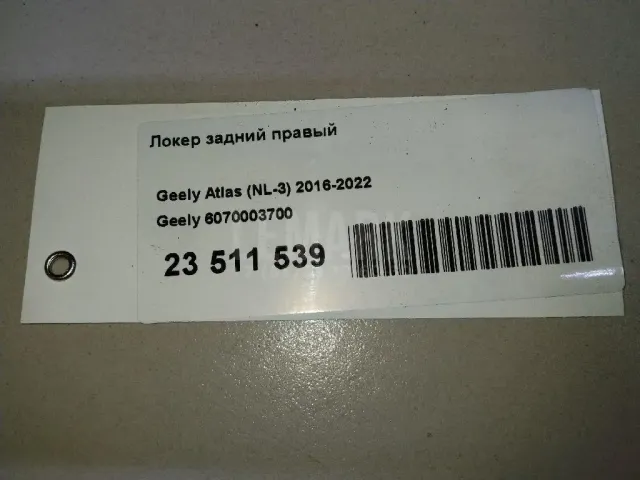 Локер задний правый
Geely Atlas (NL-3) 2016-2022
Geely 6070003700
23 511 539